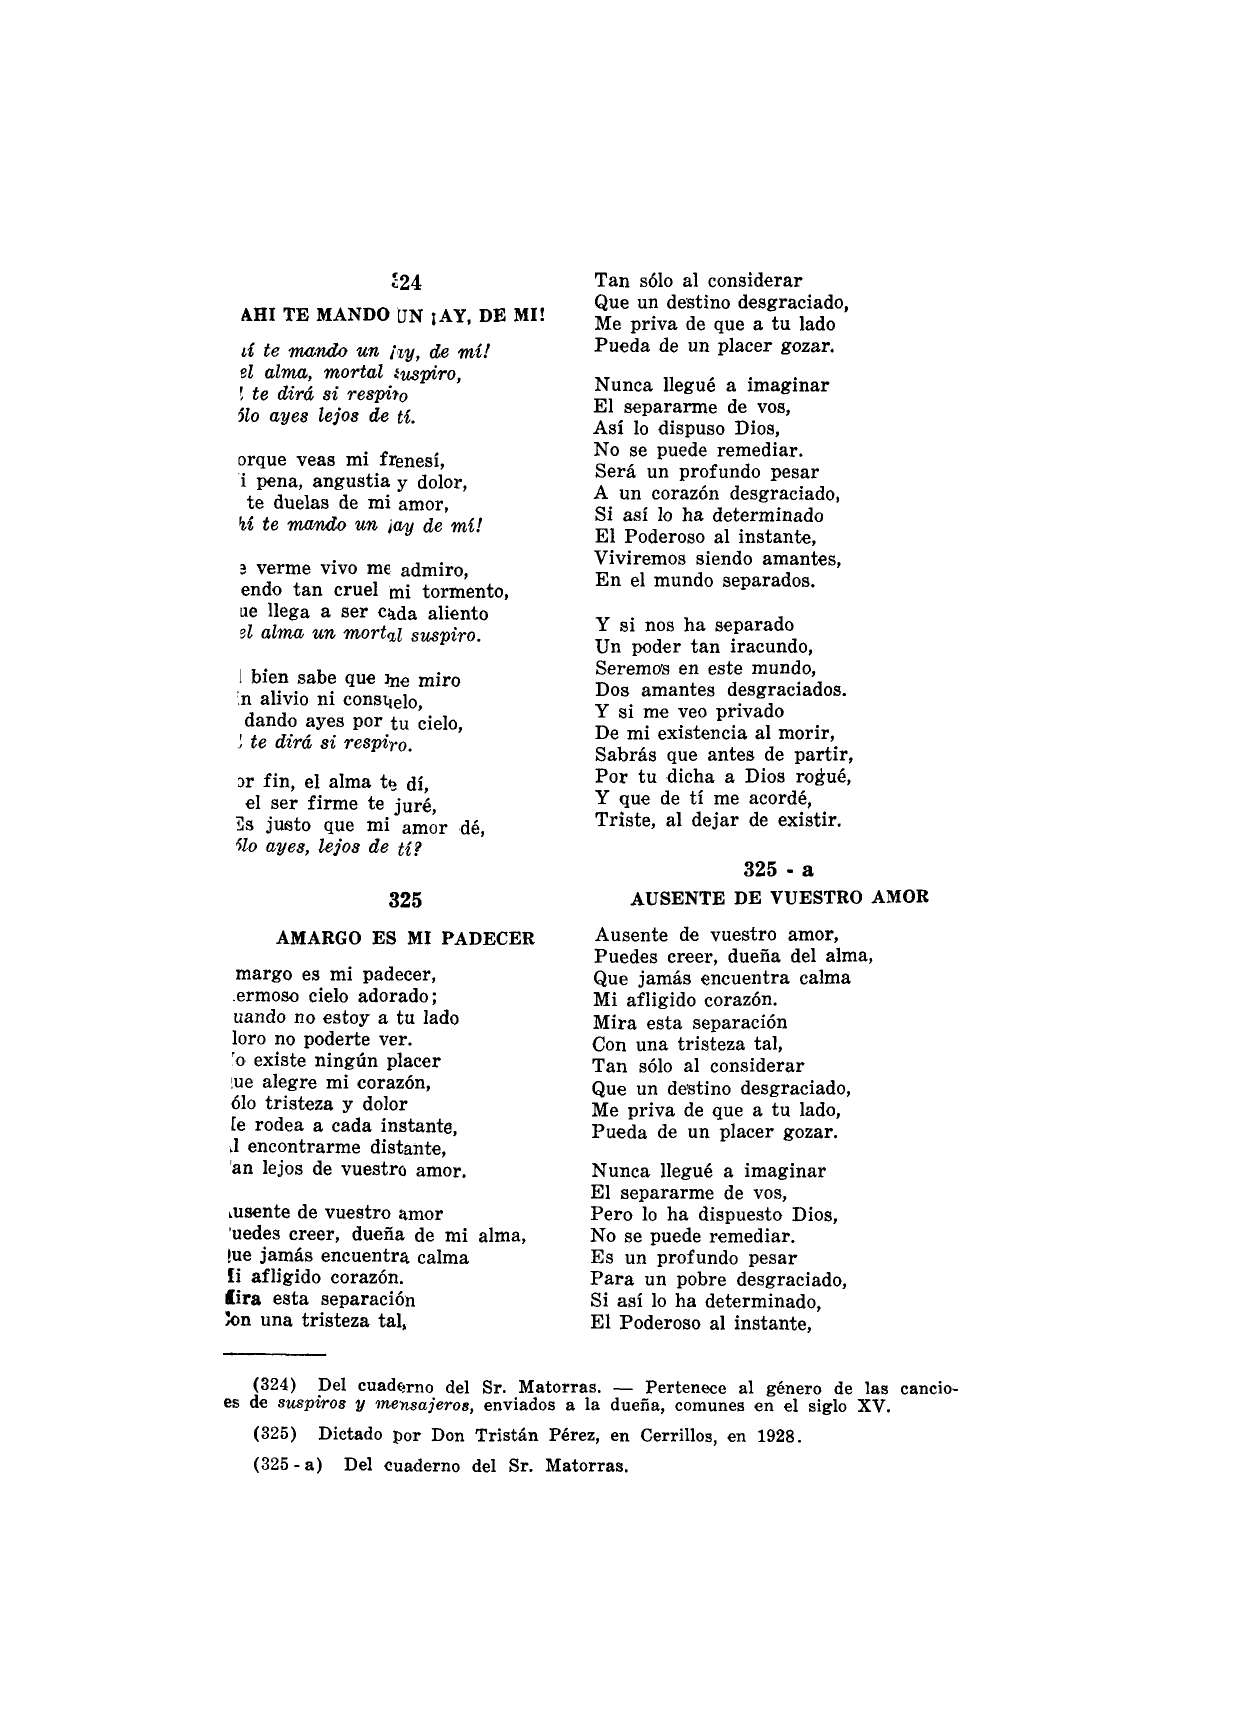 324
AHI TE MANDO UN ¡AY, DE MI!
te mando un ¡ay, de mí!
el alma, mortal suspiro,
te dirá si respiro
ólo ayes lejos de tí.
orque veas mi frenesí,
i pena, angustia y dolor,
te duelas de mi amor,
hí te mando un ¡ay de mí!
e verme vivo me admiro,
endo tan cruel mi tormento,
ue llega a ser cada aliento
el alma un mortal suspiro.
bien sabe que me miro
in alivio ni consuelo,
dando ayes por tu cielo,
te dirá si respiro.
or fin, el alma te dí,
el ser firme te juré,
Es justo que mi amor dé,
ólo ayes, lejos de tí?
325
AMARGO ES MI PADECER
margo es mi padecer,
ermoso cielo adorado;
uando no estoy a tu lado
loro no poderte ver.
o existe ningún placer
ue alegre mi corazón,
ólo tristeza y dolor
e rodea a cada instante,
l encontrarme distante,
an lejos de vuestro amor.
usente de vuestro amor
uedes creer, dueña de mi alma,
ue jamás encuentra calma
i afligido corazón.
ira esta separación
on una tristeza tal,
Tan sólo al considerar
Que un destino desgraciado,
Me priva de que a tu lado
Pueda de un placer gozar.
Nunca llegué a imaginar
El separarme de vos,
Así lo dispuso Dios,
No se puede remediar.
Será un profundo pesar
A un corazón desgraciado,
Si así lo ha determinado
El Poderoso al instante,
Viviremos siendo amantes,
En el mundo separados.
Y si nos ha separado
Un poder tan iracundo,
Seremos en este mundo,
Dos amantes desgraciados.
Y si me veo privado
De mi existencia al morir,
Sabrás que antes de partir,
Por tu dicha a Dios rogué,
Y que de tí me acordé,
Triste, al dejar de existir.
325 - a
AUSENTE DE VUESTRO AMOR
Ausente de vuestro amor,
Puedes creer, dueña del alma,
Que jamás encuentra calma
Mi afligido corazón.
Mira esta separación
Con una tristeza tal,
Tan sólo al considerar
Que un destino desgraciado,
Me priva de que a tu lado,
Pueda de un placer gozar.
Nunca llegué a imaginar
El separarme de vos,
Pero lo ha dispuesto Dios,
No se puede remediar.
Es un profundo pesar
Para un pobre desgraciado,
Si así lo ha determinado,
El Poderoso al instante,
(324) Del cuaderno del Sr. Matorras. — Pertenece al género de las cancio-
es de suspiros y mensajeros, enviados a la dueña, comunes en el siglo XV.
(325) Dictado por Don Tristán Pérez, en Cerrillos, en 1928.
(325 - a) Del cuaderno del Sr. Matorras.